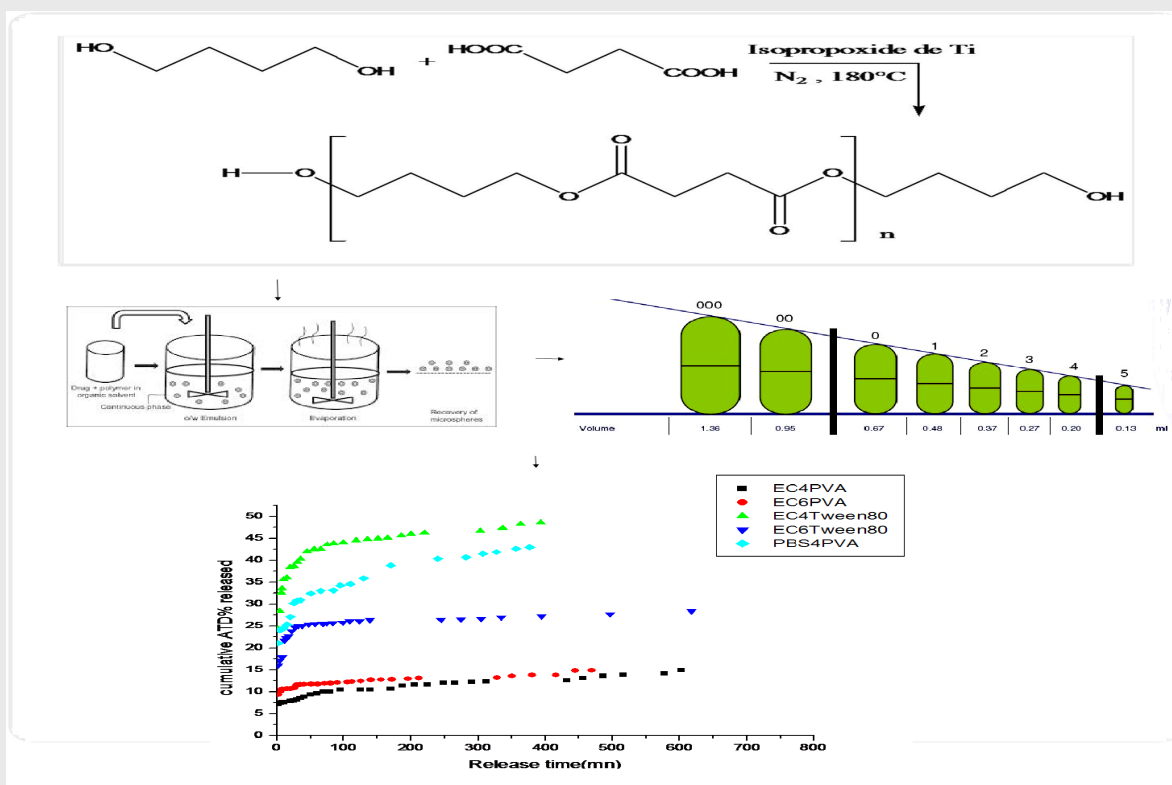 HO
OH
+
HOOC
COOH
Isopropoxide de Ti
N2 , 180°C
H
O
O
O
O
O
n
OH
Drug + polymer in
organic solvent
Continuous phase
o/w Emulsion
Evaporation
Recovery of
microspheres
000
00
0
1
2
3
4
5
Volume 1.36 0.95 0.67 0.48 0.37 0.27 0.20 0.13 ml
EC4PVA
EC6PVA
EC4Tween80
EC6Tween80
PBS4PVA
cumulative ATD% released
50
45
40
35
30
25
20
15
10
5
0
0 100 200 300 400 500 600 700 800
Release time(mn)